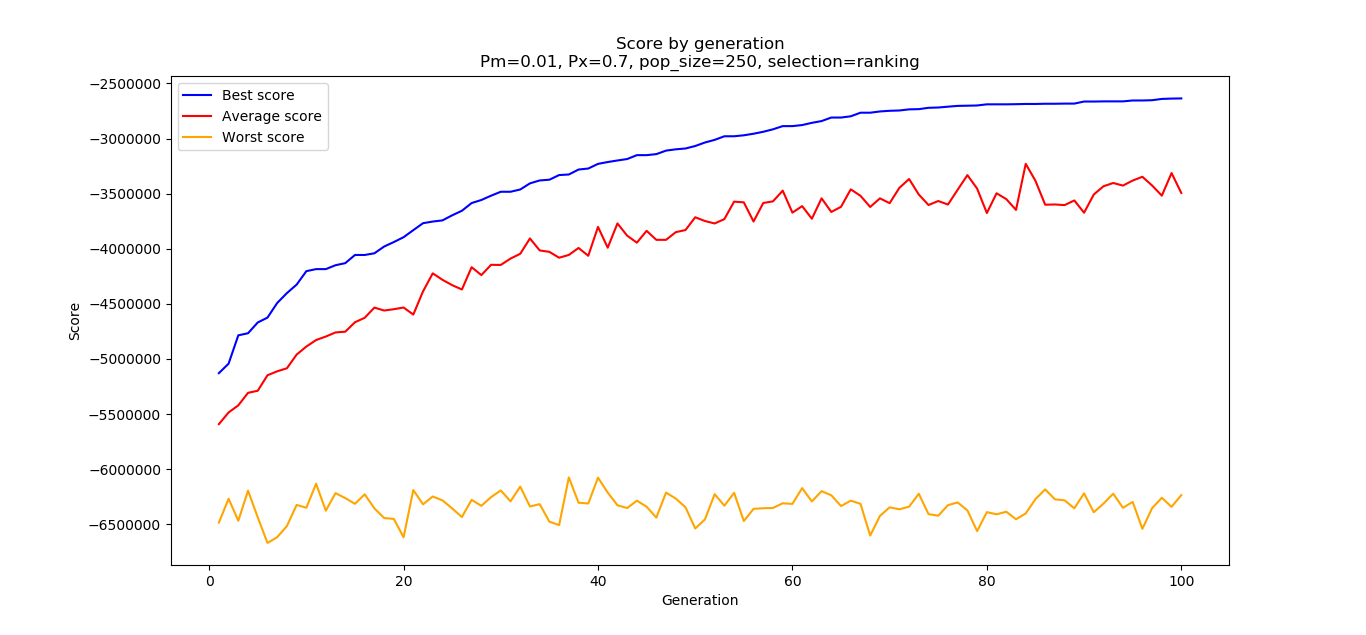 Score by generation
Pm=0.01, Px=0.7, pop_size=250, selection=ranking
Best score
Average score
Worst score
Score
−2500000
−3000000
−3500000
−4000000
−4500000
−5000000
−5500000
−6000000
−6500000
0 20 40 60 80 100
Generation